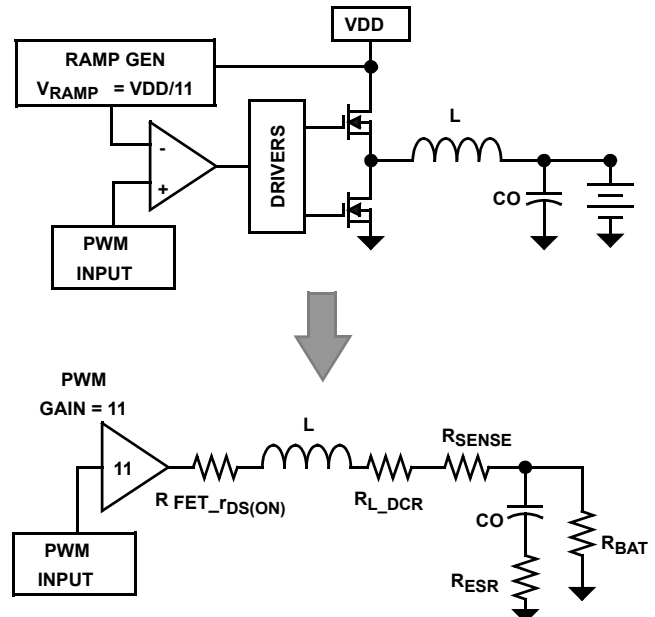 VDD
RAMP GEN
VRAMP = VDD/11
-
+
DRIVERS
L
CO
PWM
INPUT
PWM
GAIN = 11
11
R FET_rDS(ON)
L
RL_DCR
RSENSE
CO
RESR
RBAT
PWM
INPUT